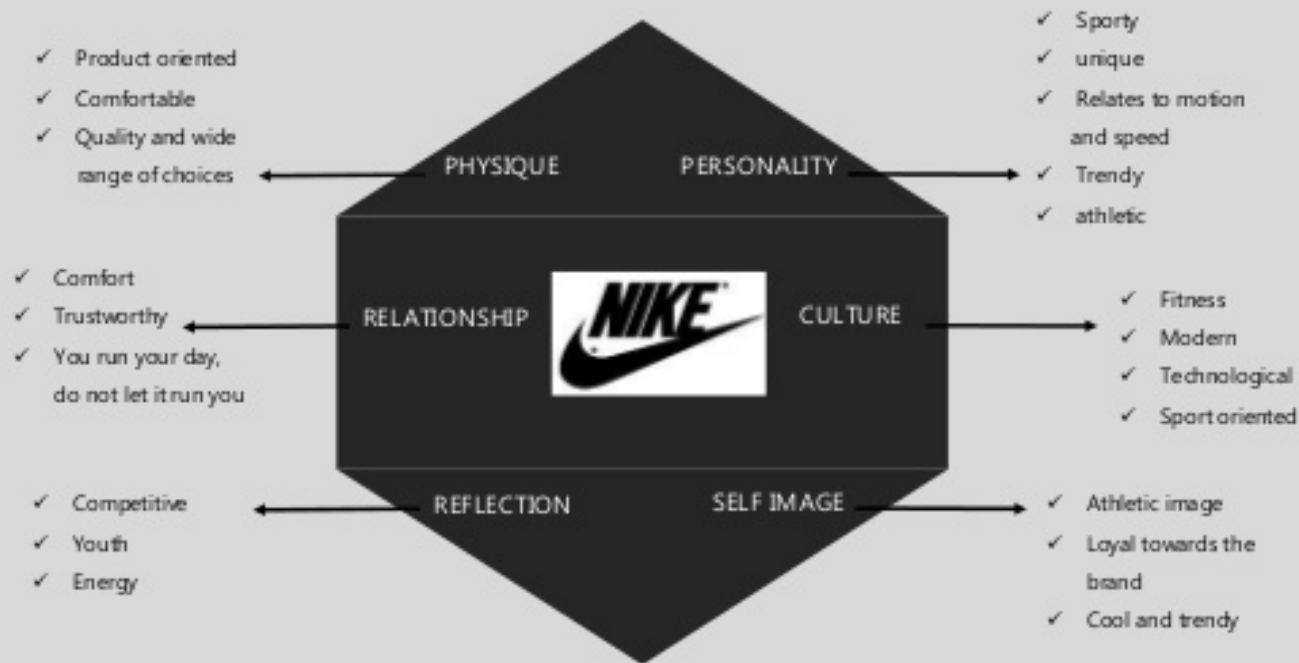 Product oriented
Comfortable
Quality and wide
range of choices
PHYSIQUE
PERSONALITY
Sporty
unique
Relates to motion
and speed
Trendy
athletic
Comfort
Trustworthy
You run your day,
do not let it run you
RELATIONSHIP
NIKE
CULTURE
Fitness
Modern
Technological
Sport oriented
Competitive
Youth
Energy
REFLECTION
SELF IMAGE
Athletic image
Loyal towards the
brand
Cool and trendy